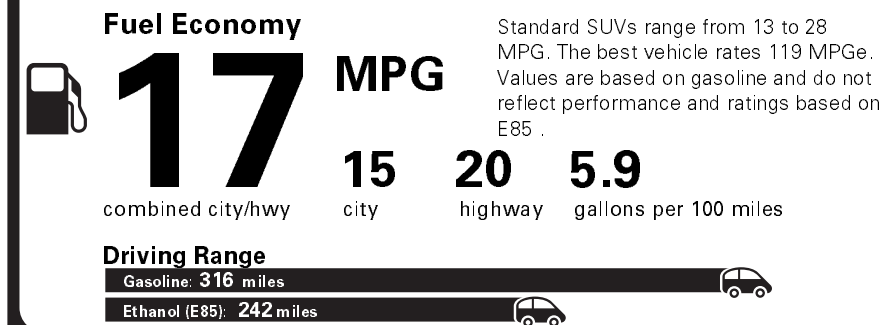 Fuel Economy
17 MPG
Standard SUVs range from 13 to 28
MPG. The best vehicle rates 119 MPGe.
Values are based on gasoline and do not
reflect performance and ratings based on
E85 .
15 20 5.9
combined city/hwy city highway gallons per 100 miles
Driving Range
Gasoline: 316 miles
Ethanol (E85): 242 miles